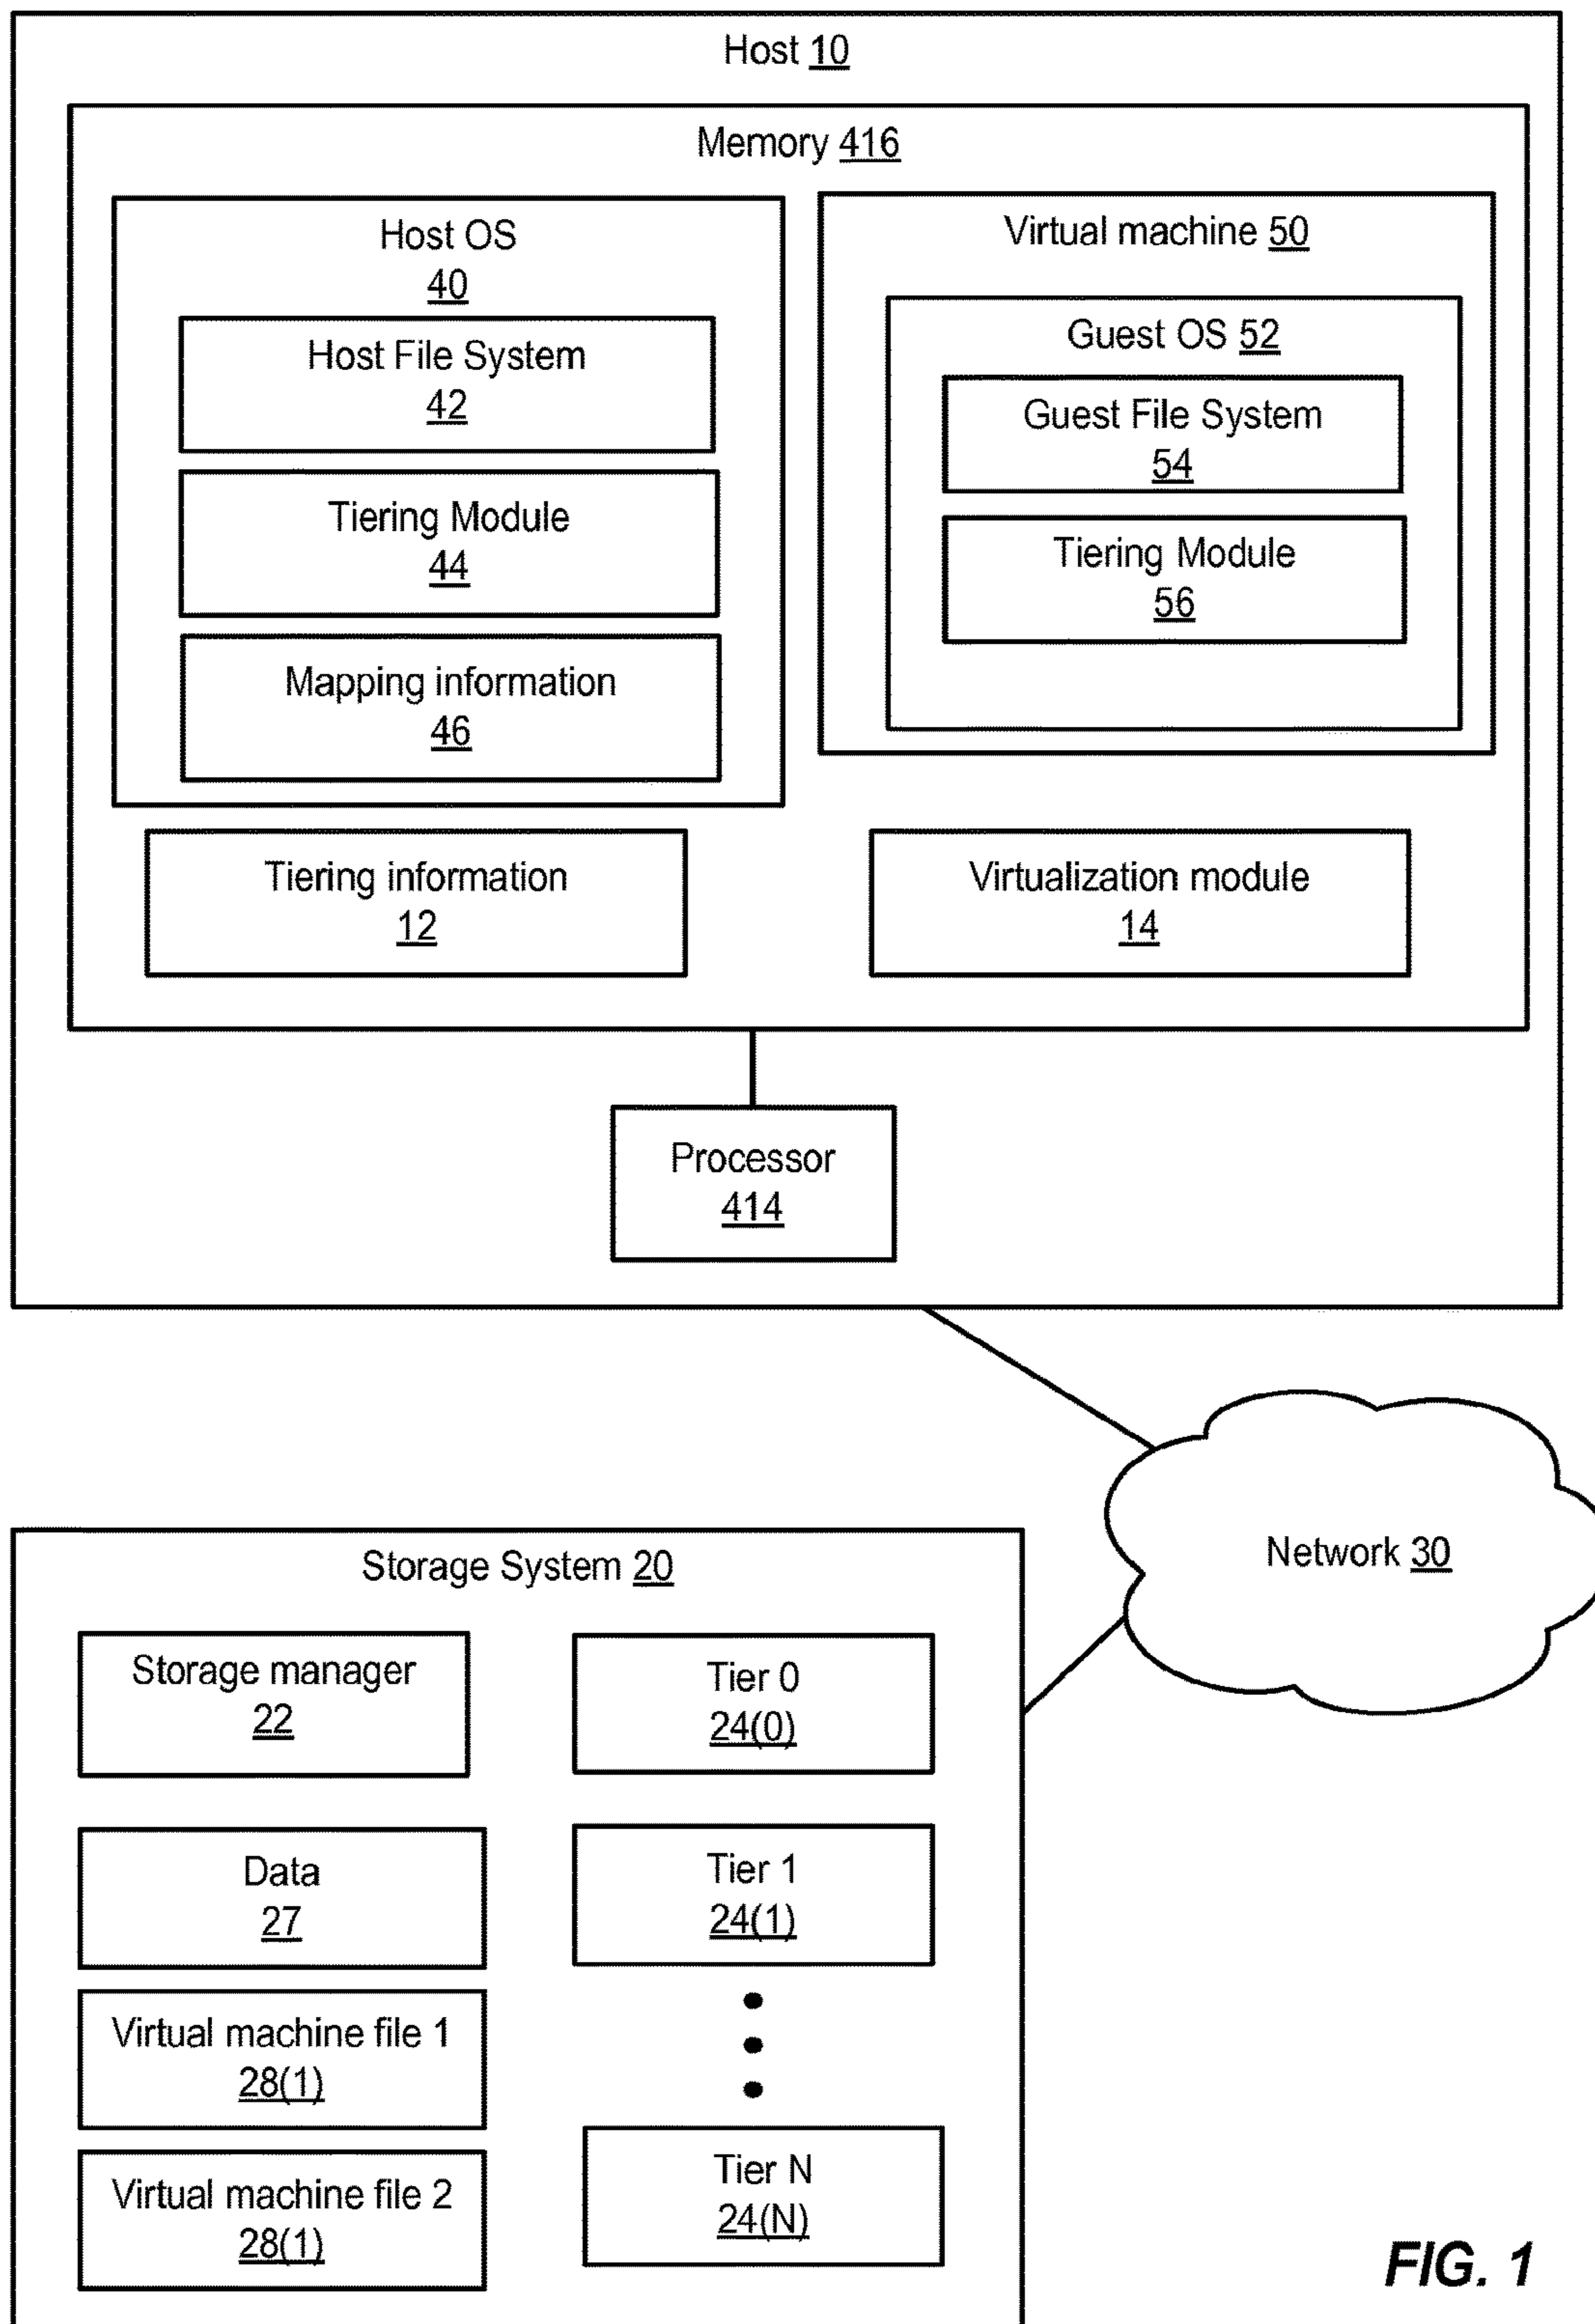 Host 10
Memory 416
Host OS
40
Host File System
42
Tiering Module
44
Mapping information
46
Virtual machine 50
Guest OS 52
Guest File System
54
Tiering Module
56
Tiering information
12
Virtualization module
14
Processor
414
Network 30
Storage System 20
Storage manager
22
Tier 0
24(0)
Data
27
Tier 1
24(1)
Virtual machine file 1
28(1)
Virtual machine file 2
28(1)
Tier N
24(N)
FIG. 1